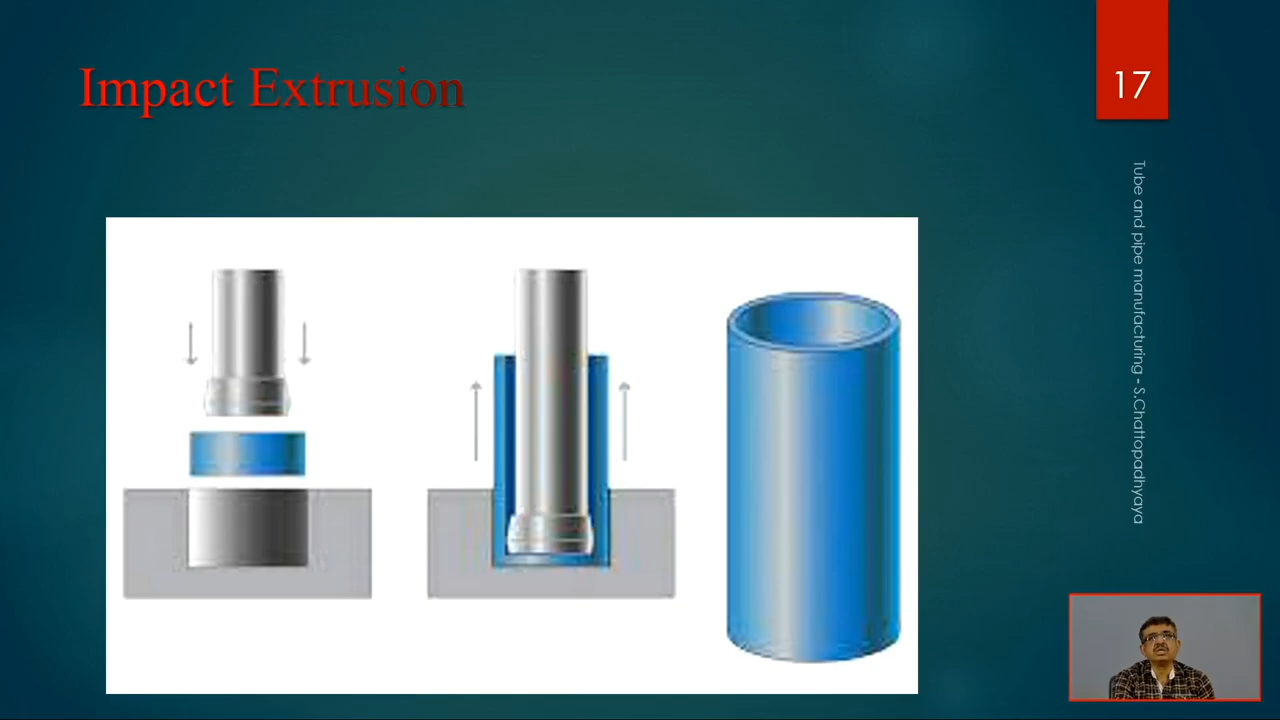 Impact Extrusion
17
Tube and pipe manufacturing - S.Chattopadhyaya